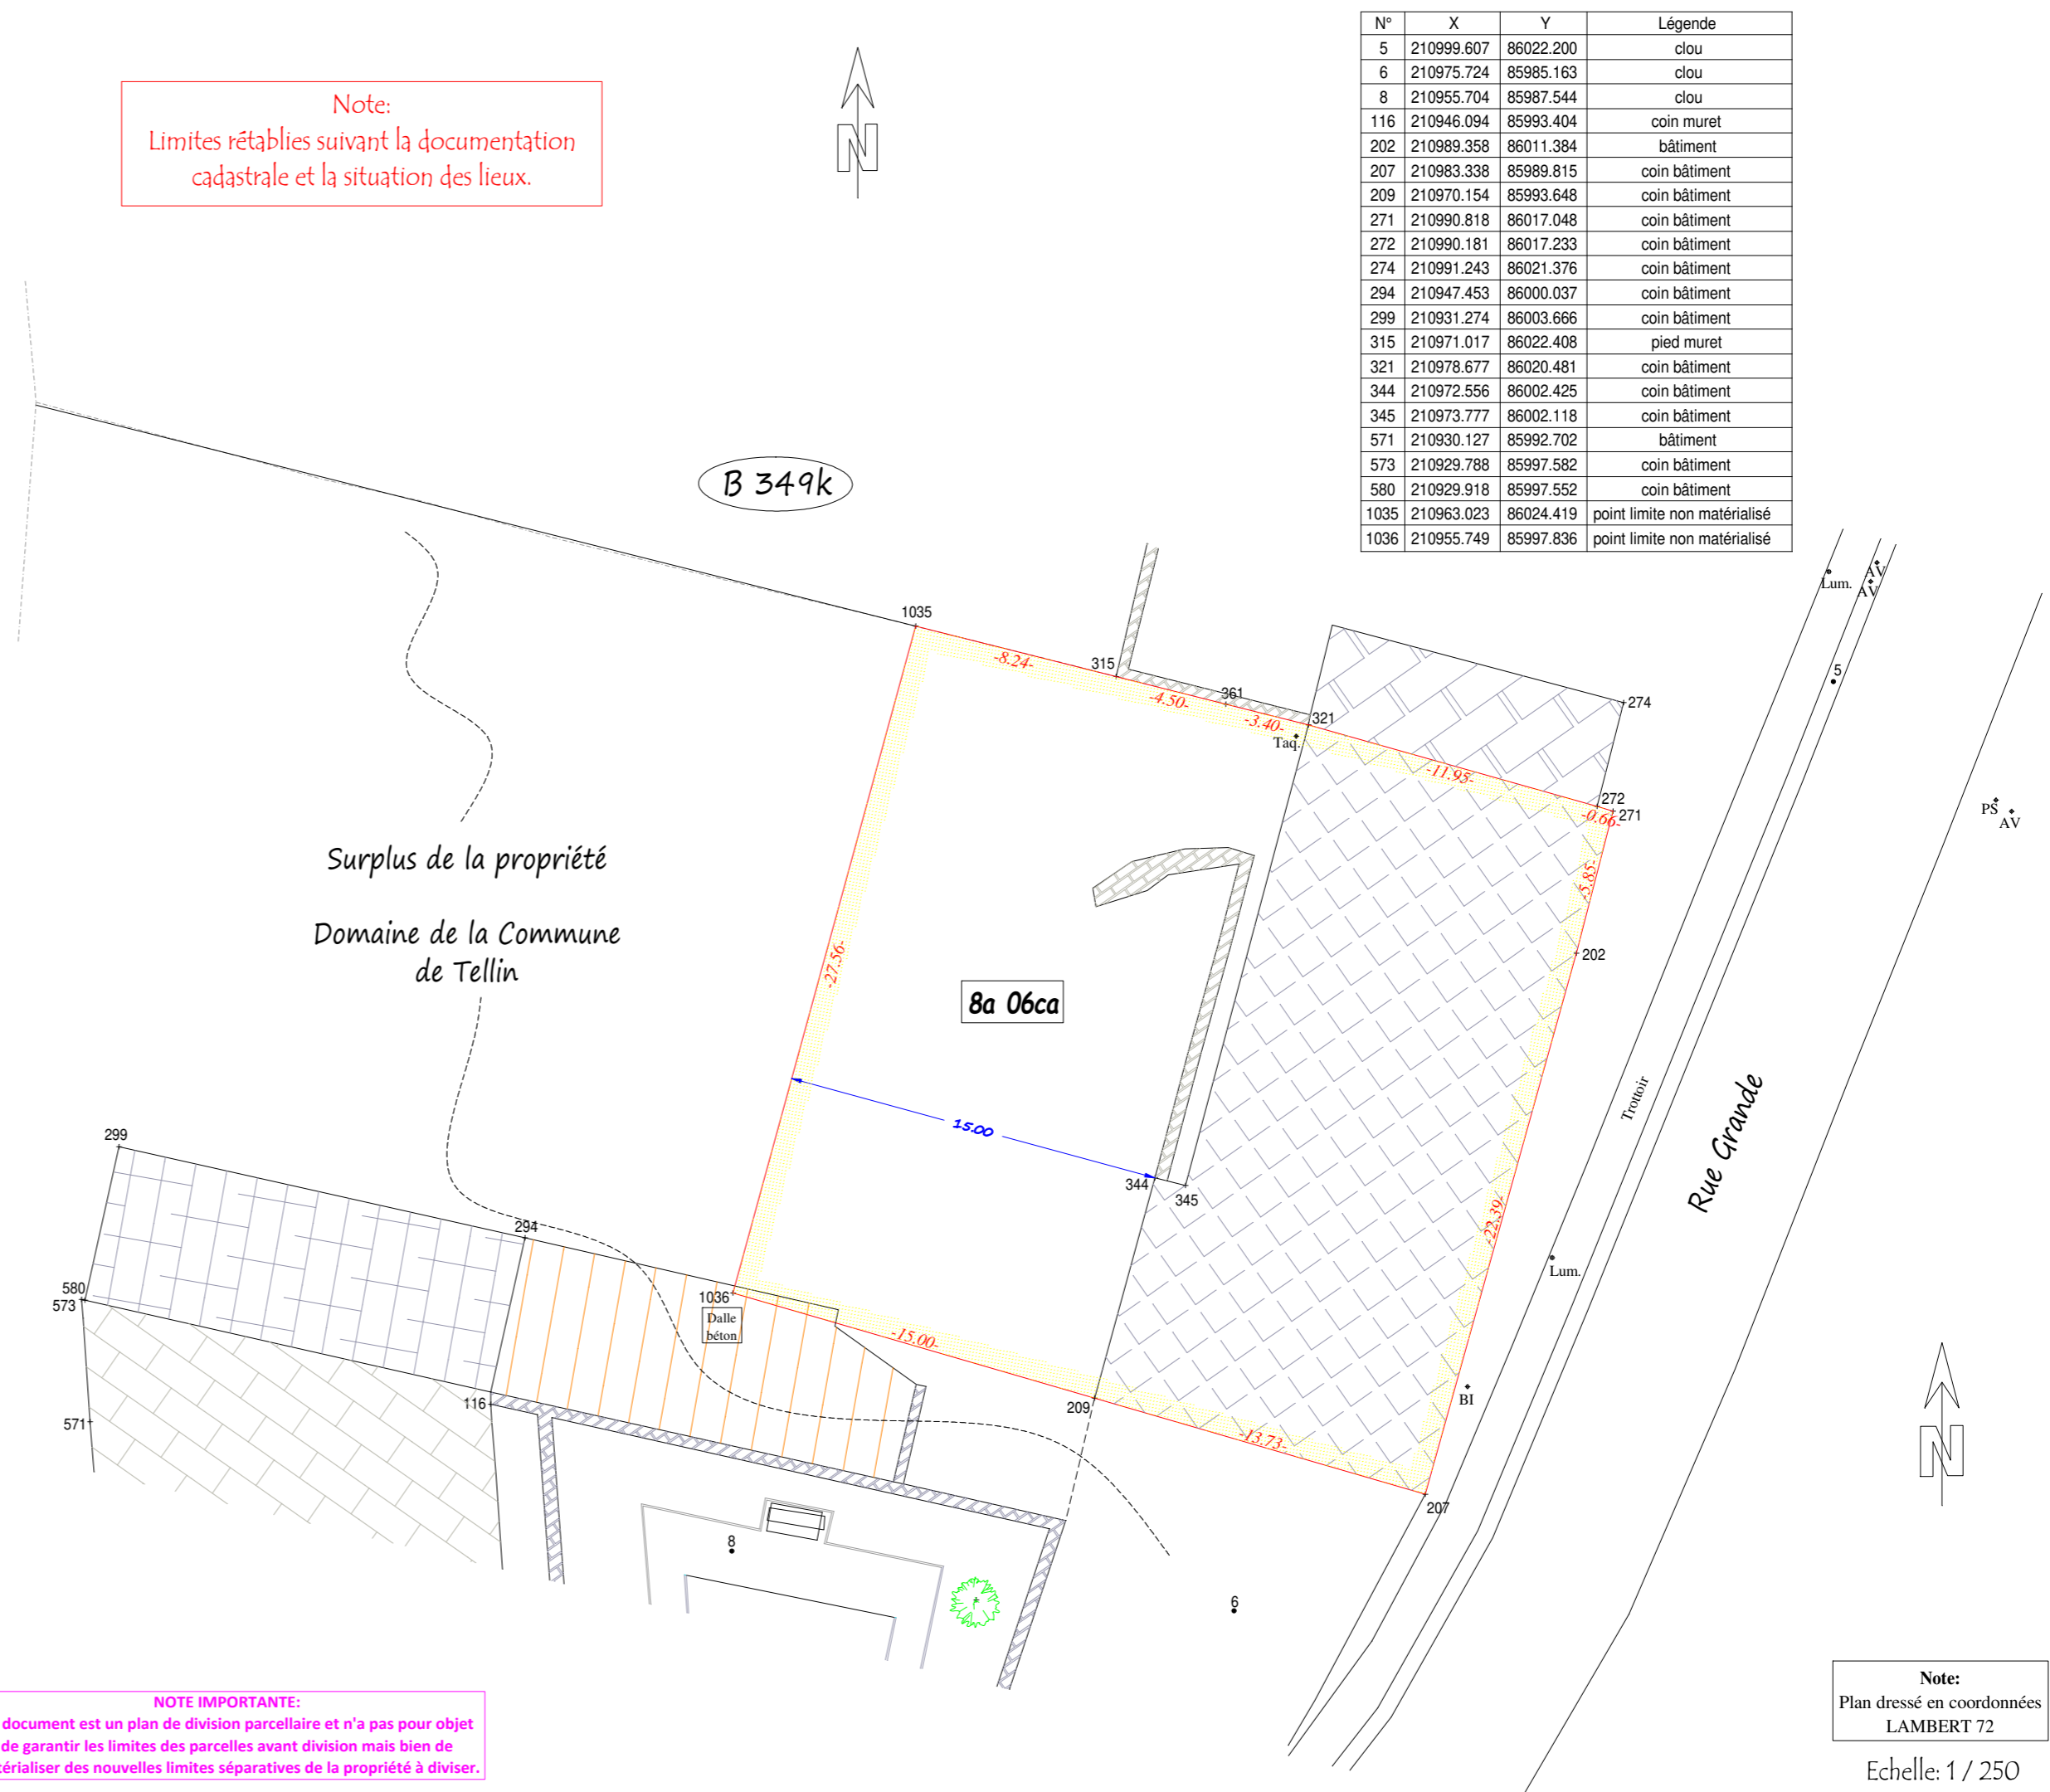 N° X Y Légende
5 210999.607 86022.200 clou
6 210975.724 85985.163 clou
8 210955.704 85987.544 clou
116 210946.094 85993.404 coin muret
202 210989.358 86011.384 bâtiment
207 210983.338 85989.815 coin bâtiment
209 210970.154 85993.648 coin bâtiment
271 210990.818 86017.048 coin bâtiment
272 210990.181 86017.233 coin bâtiment
274 210991.243 86021.376 coin bâtiment
294 210947.453 86000.037 coin bâtiment
299 210931.274 86003.666 coin bâtiment
315 210971.017 86022.408 pied muret
321 210978.677 86020.481 coin bâtiment
344 210972.556 86002.425 coin bâtiment
345 210973.777 86002.118 coin bâtiment
571 210930.127 85992.702 bâtiment
573 210929.788 85997.582 coin bâtiment
580 210929.918 85997.552 coin bâtiment
1035 210963.023 86024.419 point limite non matérialisé
1036 210955.749 85997.836 point limite non matérialisé
Note:
Limites rétablies suivant la documentation
cadastrale et la situation des lieux.
N
B 349k
Lum.
AV
AV
1035
-8.24-
315
-4.50-
361
-3.40-
321
Taq.
5
274
-11.95-
272
271
-0.66-
PS
AV
-5.85-
202
Surplus de la propriété
Domaine de la Commune
de Tellin
-27.56-
8a 06ca
15.00
Trottoir
Rue Grande
299
344
345
294
-22.39-
Lum.
580
573
1036
Dalle
béton
-15.00-
116
571
209
BI
-13.73-
207
N
8
6
NOTE IMPORTANTE:
document est un plan de division parcellaire et n'a pas pour objet
de garantir les limites des parcelles avant division mais bien de
térialiser des nouvelles limites séparatives de la propriété à diviser.
Note:
Plan dressé en coordonnées
LAMBERT 72
Echelle: 1 / 250